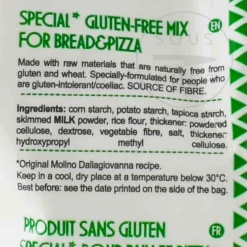 SPECIAL* GLUTEN-FREE MIX
FOR BREAD&PIZZA
EN
Made with raw materials that are naturally free from
gluten and wheat. Specially-formulated for people who
are gluten-intolerant/coeliac. SOURCE OF FIBRE.
Ingredients: corn starch, potato starch, tapioca starch,
skimmed MILK powder, rice flour, thickener: powdered
cellulose, dextrose, vegetable fibre, salt, thickener:
hydroxypropyl methyl cellulose.
*Original Molino Dallagiovanna recipe.
Keep in a cool, dry place at a temperature below 30°C.
Best before: see the date printed on the side of the bag.
PRODUIT SANS GLUTEN
FR